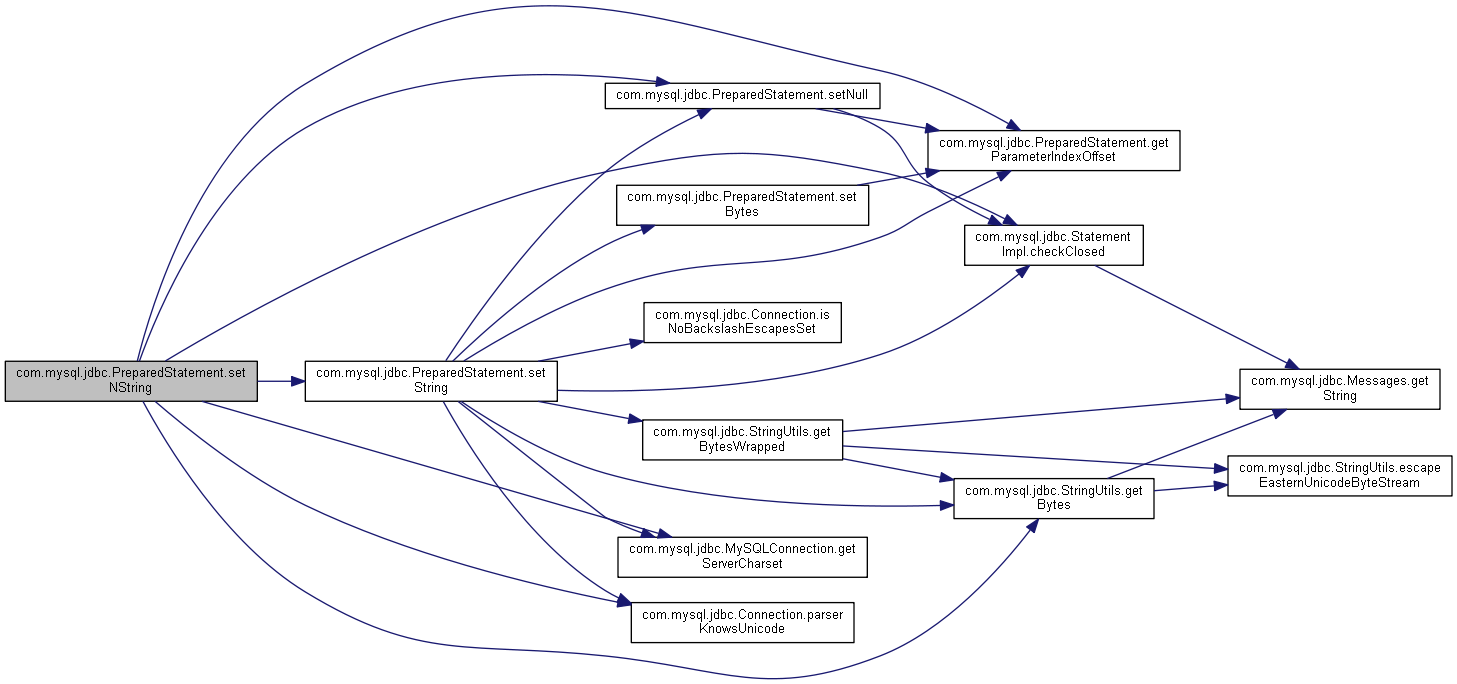 com.mysql.jdbc.PreparedStatement.setNull
com.mysql.jdbc.PreparedStatement.get
ParameterIndexOffset
com.mysql.jdbc.PreparedStatement.set
Bytes
com.mysql.jdbc.Statement
Impl.checkClosed
com.mysql.jdbc.Connection.is
NoBackslashEscapesSet
com.mysql.jdbc.PreparedStatement.set
NString
com.mysql.jdbc.PreparedStatement.set
String
com.mysql.jdbc.Messages.get
String
com.mysql.jdbc.StringUtils.get
BytesWrapped
com.mysql.jdbc.StringUtils.escape
EasternUnicodeByteStream
com.mysql.jdbc.StringUtils.get
Bytes
com.mysql.jdbc.MySQLConnection.get
ServerCharset
com.mysql.jdbc.Connection.parser
KnowsUnicode